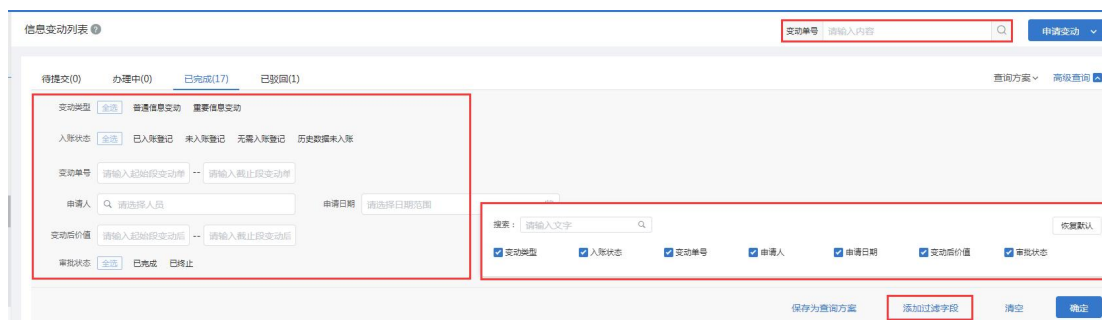 信息变动列表 ?
变动单号 请输入内容
申请变动
待提交(0) 办理中(0) 已完成(17) 已驳回(1)
查询方案 高级查询
变动类型 全选 普通信息变动 重要信息变动
入账状态 全选 已入账登记 未入账登记 无需入账登记 历史数据未入账
变动单号 请输入起始段变动单 -- 请输入截止段变动单
申请人 请选择人员 申请日期 请选择日期范围
变动后价值 请输入起始段变动后 -- 请输入截止段变动后
审批状态 全选 已完成 已终止
搜索: 请输入文字 恢复默认
变动类型 入账状态 变动单号 申请人 申请日期 变动后价值 审批状态
保存为查询方案 添加过滤字段 清空 确定